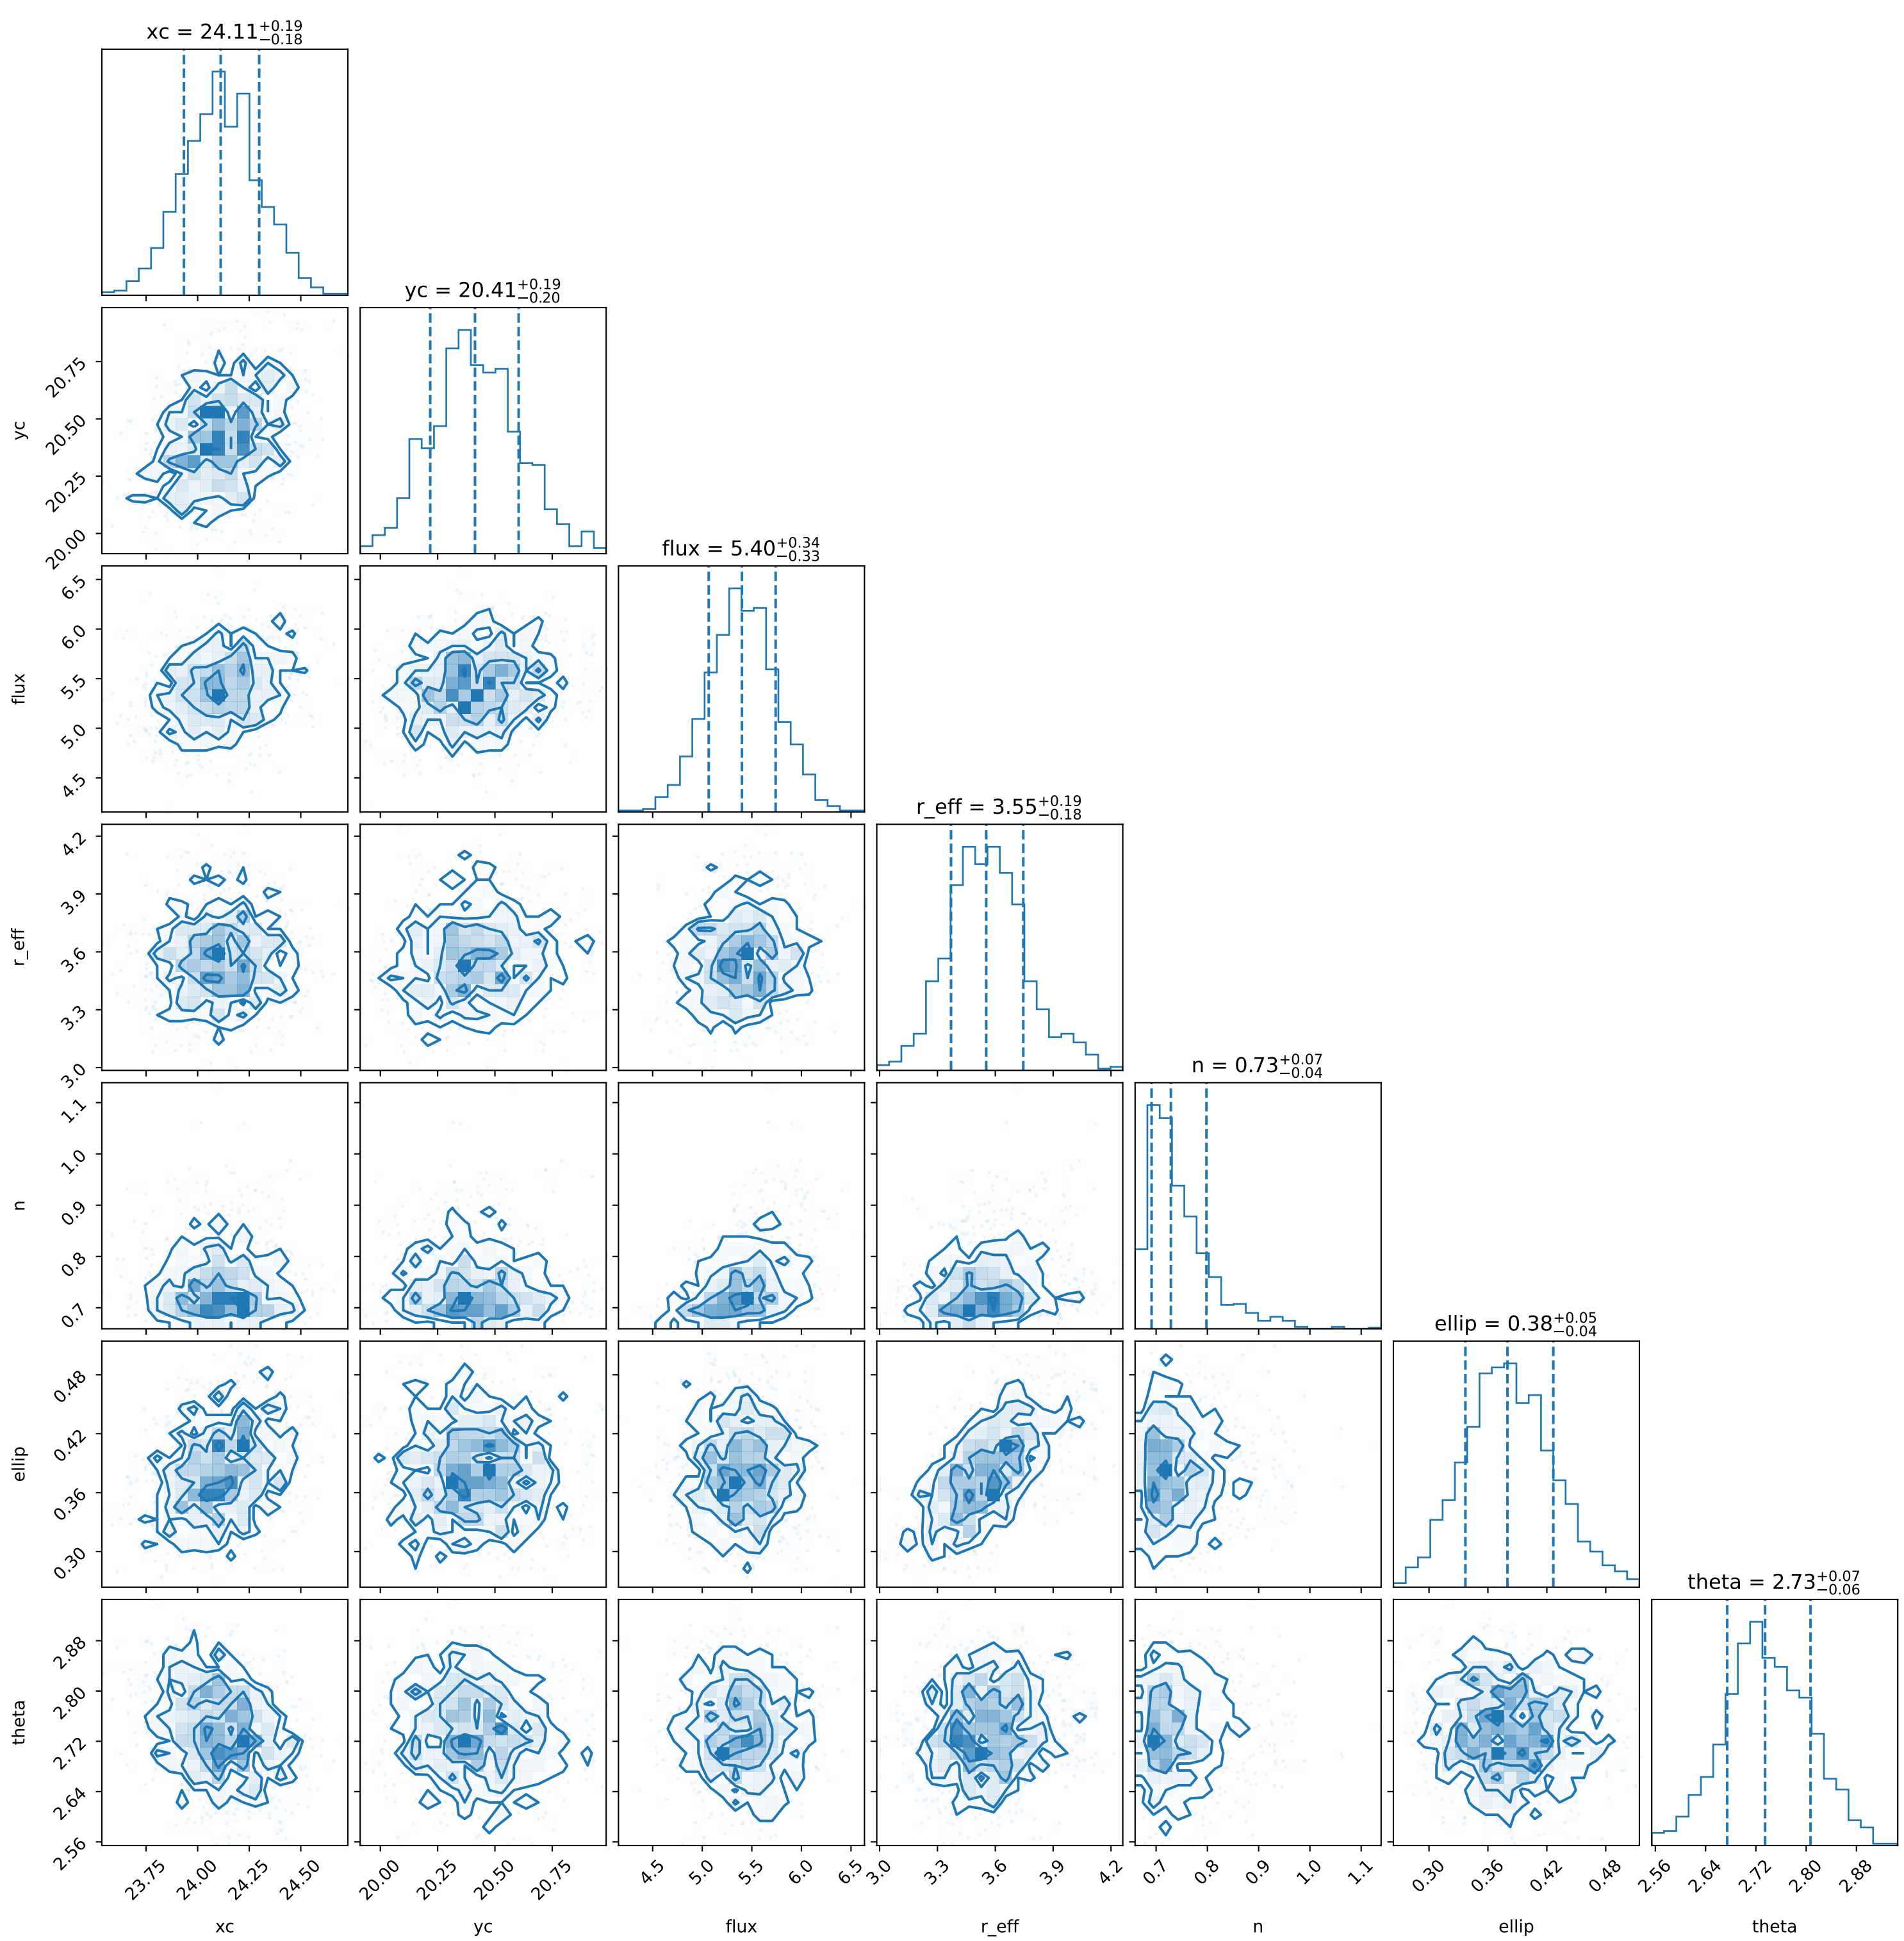 xc = 24.11 +0.19 −0.18
yc = 20.41 +0.19 −0.20
flux = 5.40 +0.34 −0.33
r_eff = 3.55 +0.19 −0.18
n = 0.73 +0.07 −0.04
ellip = 0.38 +0.05 −0.04
theta = 2.73 +0.07 −0.06
yc
20.75
20.50
20.25
20.00
flux
6.5
6.0
5.5
5.0
4.5
r_eff
4.2
3.9
3.6
3.3
3.0
n
1.1
1.0
0.9
0.8
0.7
ellip
0.48
0.42
0.36
0.30
theta
2.88
2.80
2.72
2.64
2.56
23.75 24.00 24.25 24.50
20.00 20.25 20.50 20.75
4.5 5.0 5.5 6.0 6.5
3.0 3.3 3.6 3.9 4.2
0.7 0.8 0.9 1.0 1.1
0.30 0.36 0.42 0.48
2.56 2.64 2.72 2.80 2.88
xc yc flux r_eff n ellip theta